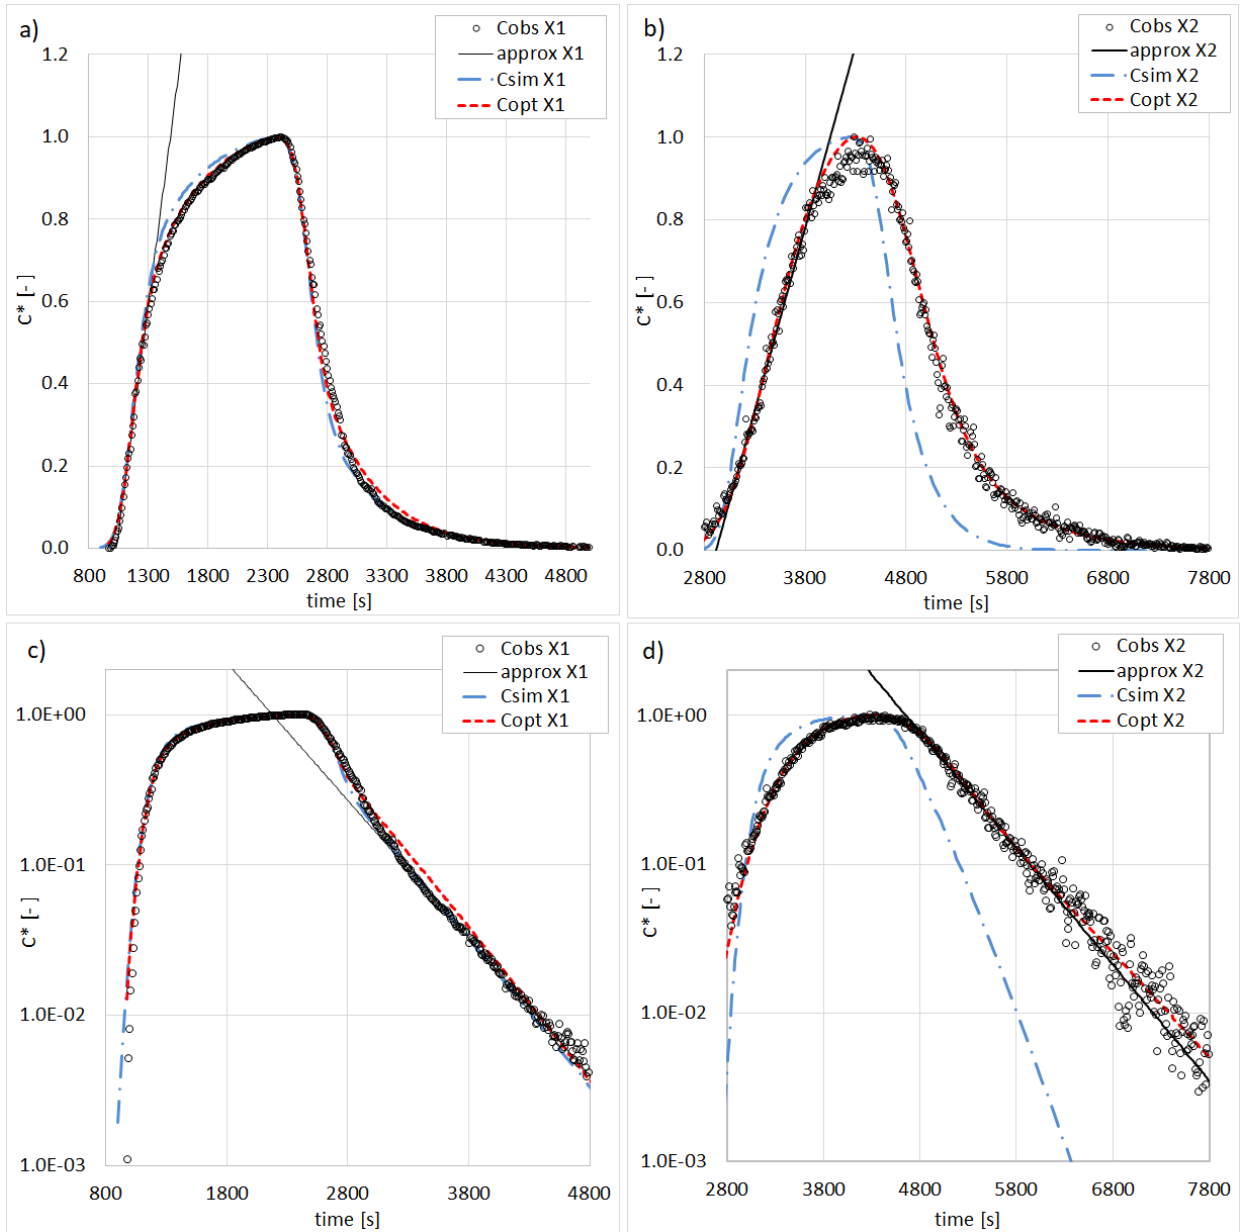 a)
Cobs X1
approx X1
Csim X1
Copt X1
1.2
1.0
0.8
0.6
0.4
0.2
0.0
C* [- ]
800 1300 1800 2300 2800 3300 3800 4300 4800
time [s]
b)
Cobs X2
approx X2
Csim X2
Copt X2
1.2
1.0
0.8
0.6
0.4
0.2
0.0
C* [- ]
2800 3800 4800 5800 6800 7800
time [s]
c)
Cobs X1
approx X1
Csim X1
Copt X1
1.0E+00
1.0E-01
1.0E-02
1.0E-03
C* [- ]
800 1800 2800 3800 4800
time [s]
d)
Cobs X2
approx X2
Csim X2
Copt X2
1.0E+00
1.0E-01
1.0E-02
1.0E-03
C* [- ]
2800 3800 4800 5800 6800 7800
time [s]